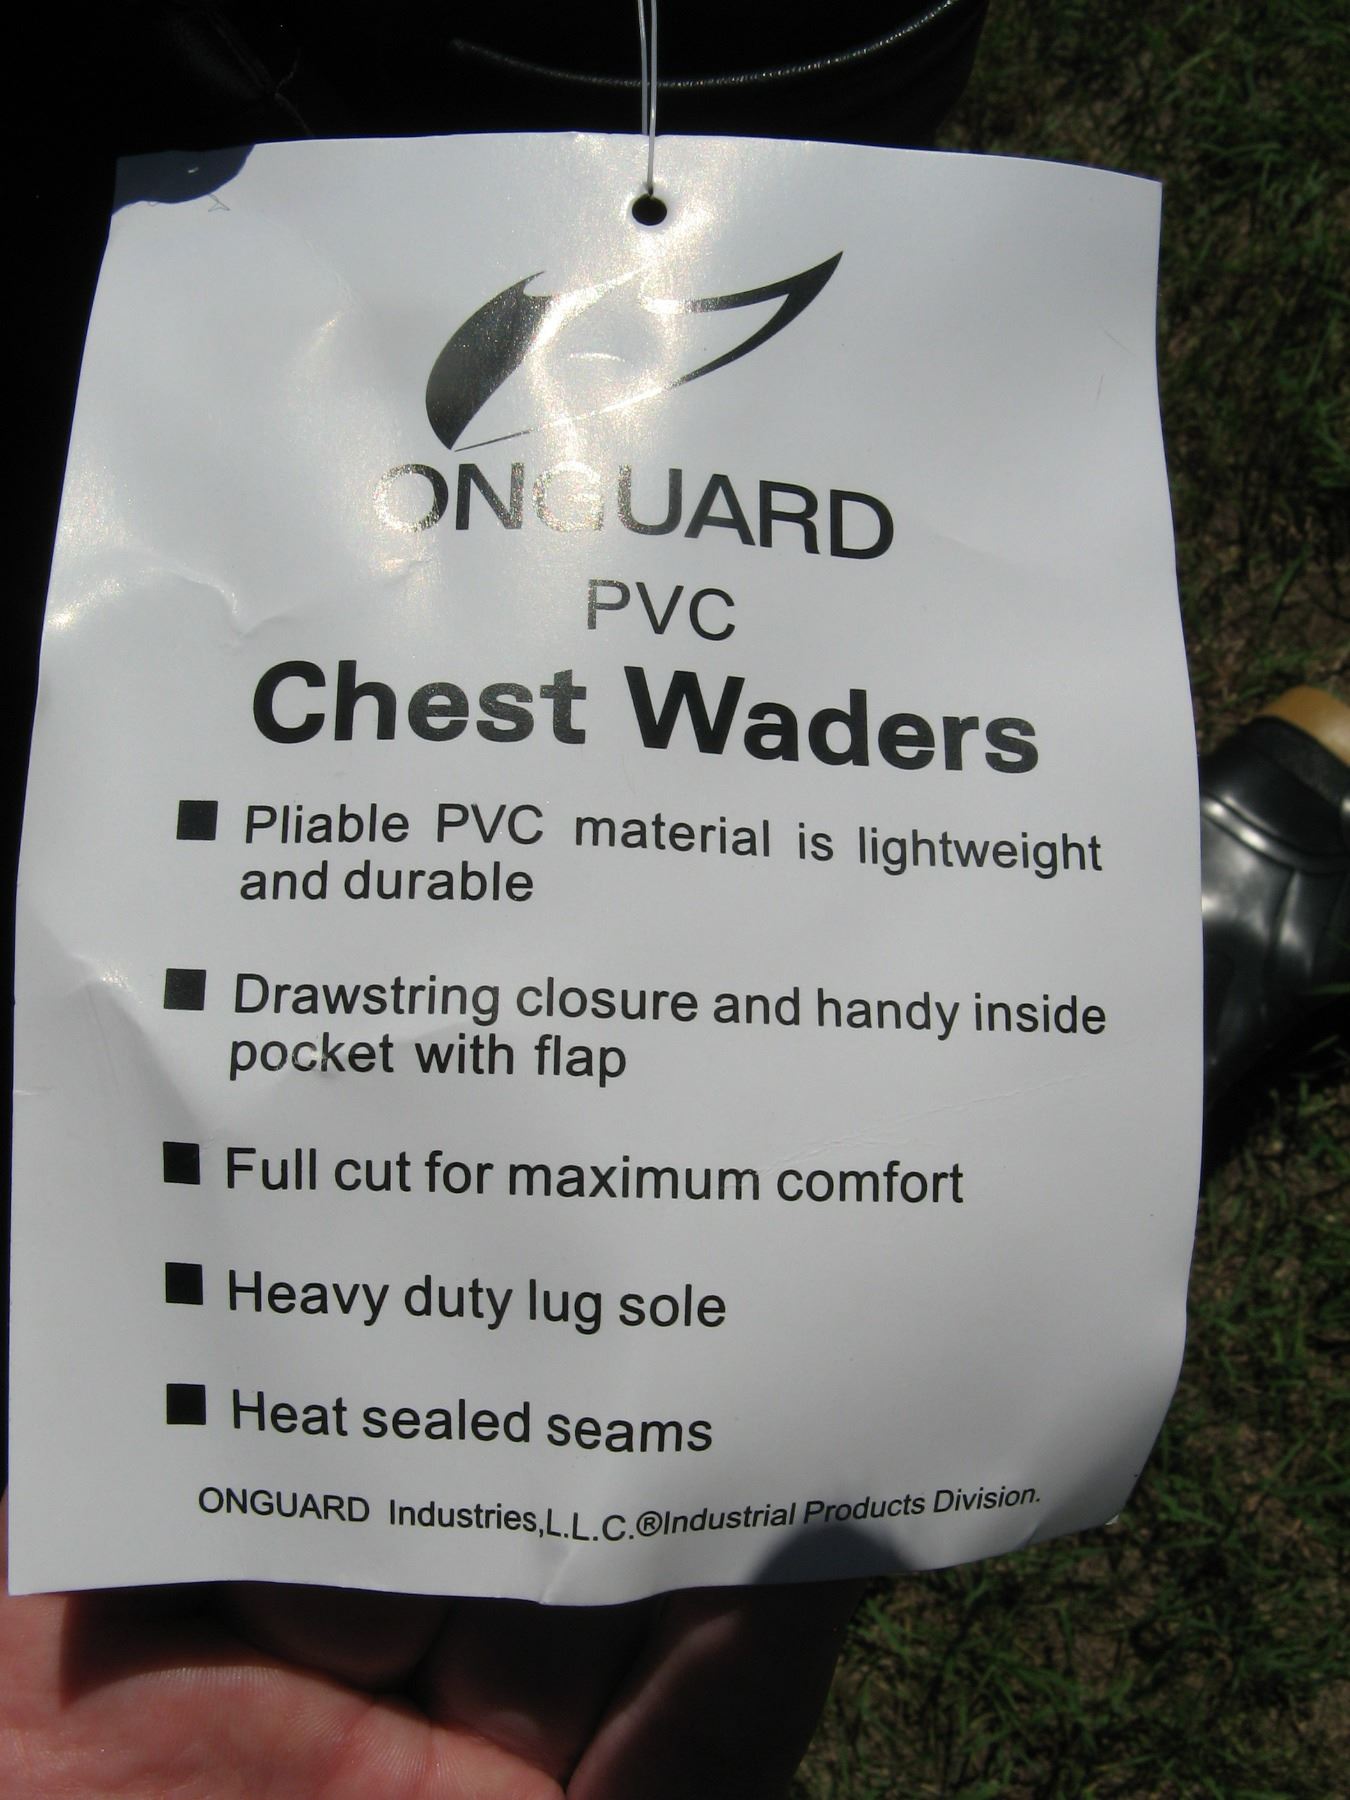 ONGUARD
PVC
Chest Waders
■ Pliable PVC material is lightweight
and durable
■ Drawstring closure and handy inside
pocket with flap
■ Full cut for maximum comfort
■ Heavy duty lug sole
■ Heat sealed seams
ONGUARD Industries,L.L.C.®Industrial Products Division.